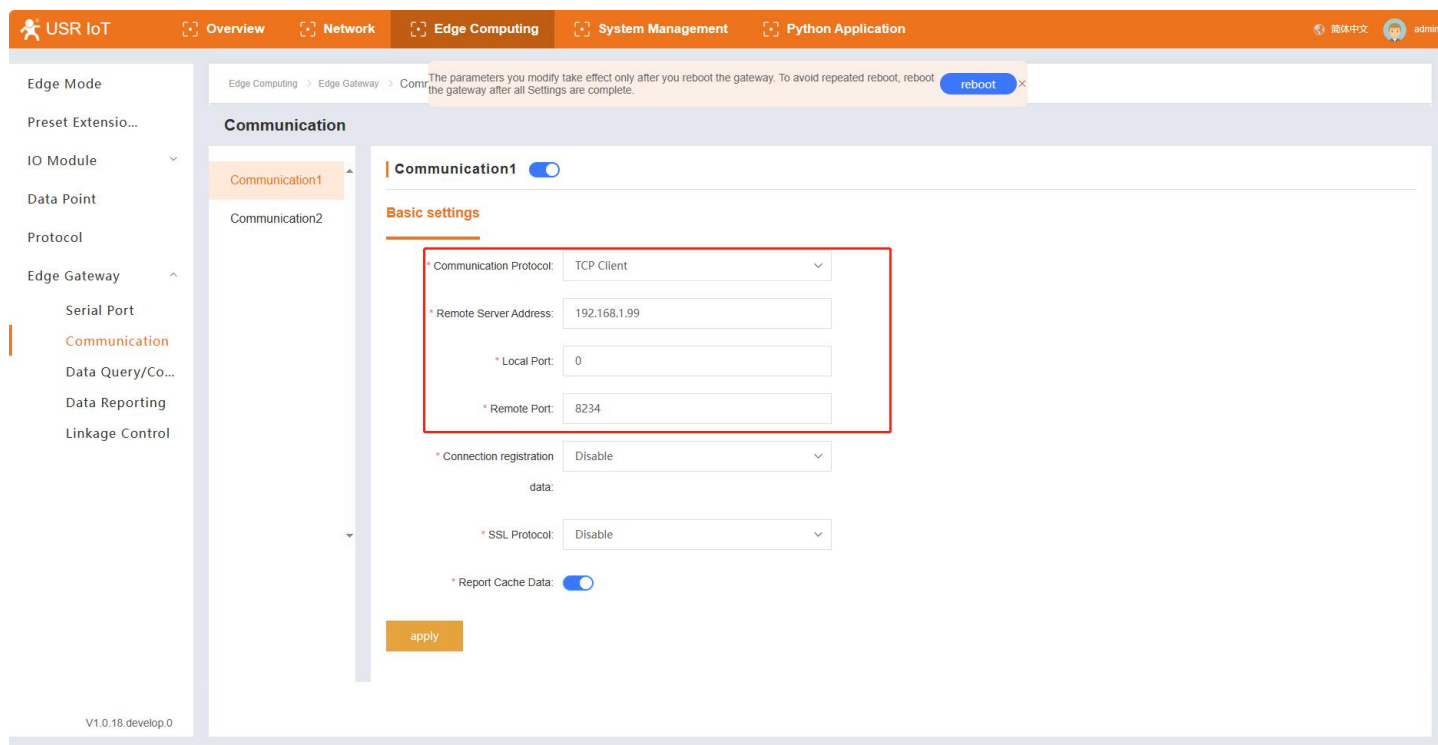 USR IoT
Overview
Network
Edge Computing
System Management
Python Application
简体中文
admin
Edge Mode
Preset Extensio...
IO Module
Data Point
Protocol
Edge Gateway
Serial Port
Communication
Data Query/Co...
Data Reporting
Linkage Control
V1.0.18.develop.0
Edge Computing > Edge Gateway > Comm
The parameters you modify take effect only after you reboot the gateway. To avoid repeated reboot, reboot
the gateway after all Settings are complete.
reboot
×
Communication
Communication1
Communication2
Communication1
Basic settings
* Communication Protocol: TCP Client
* Remote Server Address: 192.168.1.99
* Local Port: 0
* Remote Port: 8234
* Connection registration Disable
data:
* SSL Protocol: Disable
* Report Cache Data:
apply